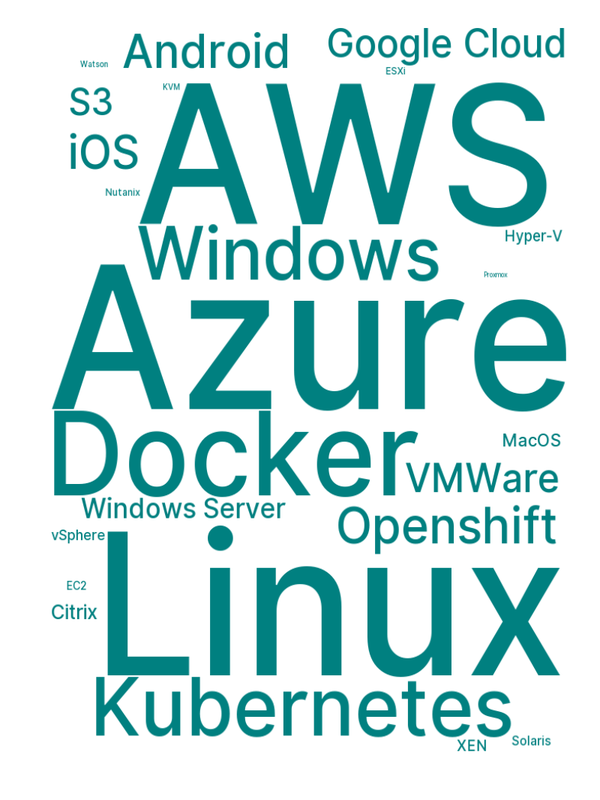 Android
Google Cloud
Watson
ESXi
S3
KVM
AWS
iOS
Nutanix
Hyper-V
Windows
Proxmox
Azure
Docker
MacOS
VMWare
Windows Server
Openshift
vSphere
Linux
EC2
Citrix
Kubernetes
XEN
Solaris